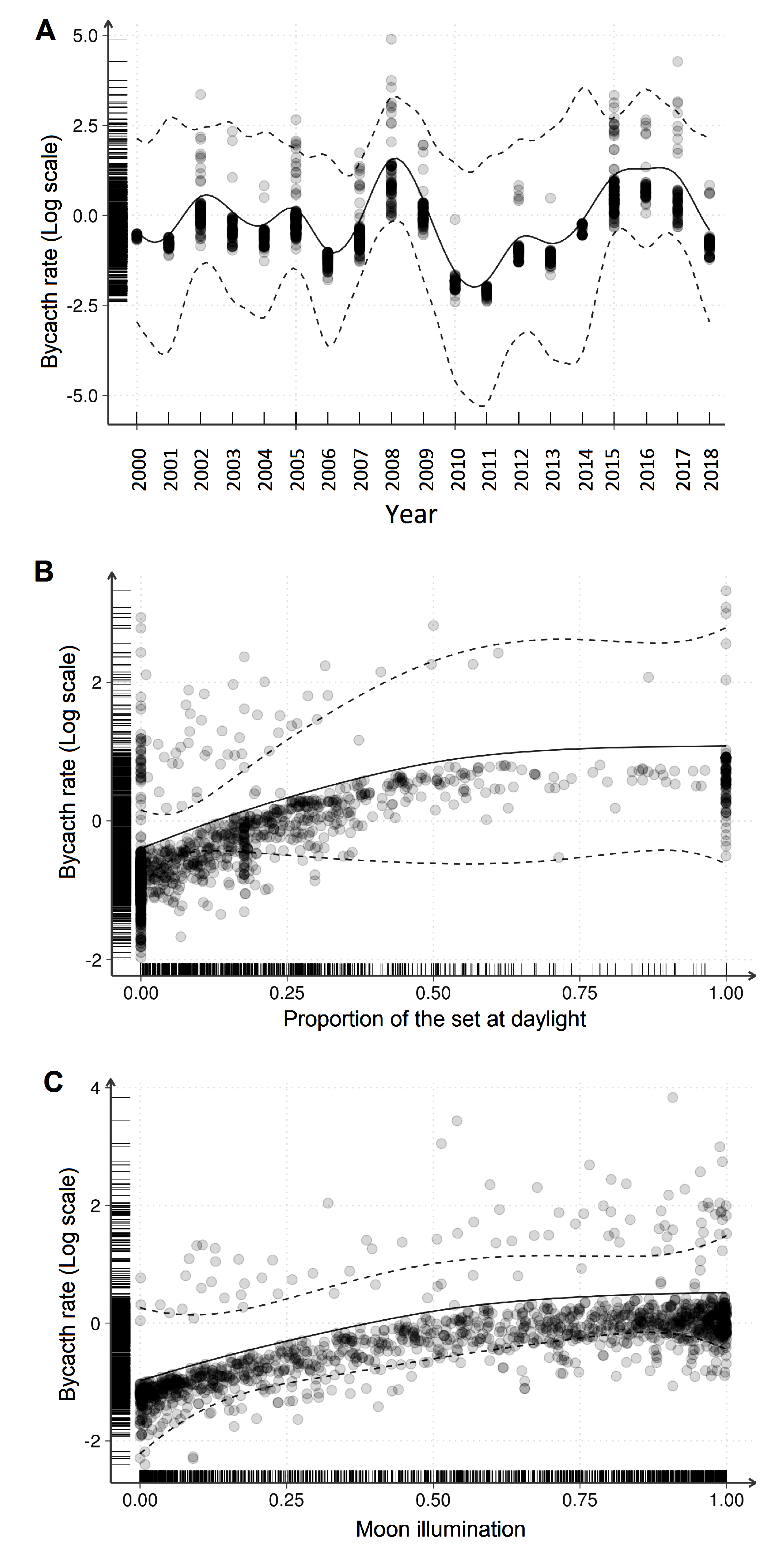 A
5.0
2.5
0.0
-2.5
-5.0
Bycacth rate (Log scale)
2000 2001 2002 2003 2004 2005 2006 2007 2008 2009 2010 2011 2012 2013 2014 2015 2016 2017 2018
Year
B
2
0
-2
Bycacth rate (Log scale)
0.00 0.25 0.50 0.75 1.00
Proportion of the set at daylight
C
4
2
0
-2
Bycacth rate (Log scale)
0.00 0.25 0.50 0.75 1.00
Moon illumination